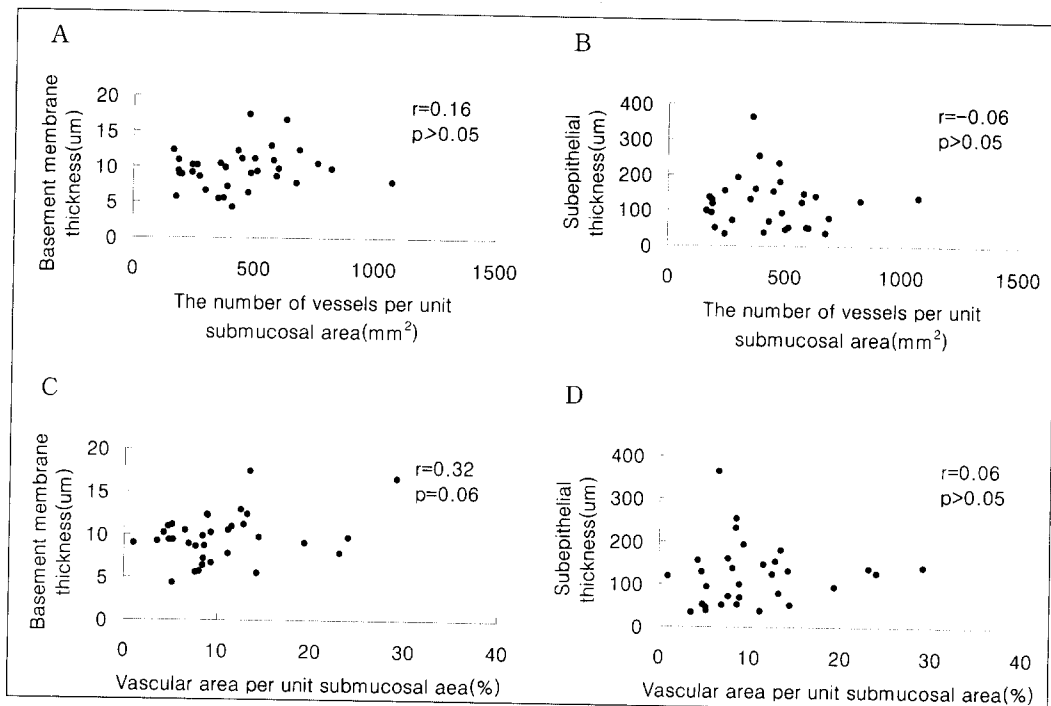 A
Basement membrane
thickness(um)
20
15
10
5
0
r=0.16
p>0.05
0 500 1000 1500
The number of vessels per unit
submucosal area(mm²)
B
Subepithelial
thickness(um)
400
300
200
100
0
r=-0.06
p>0.05
0 500 1000 1500
The number of vessels per unit
submucosal area(mm²)
C
Basement membrane
thickness(um)
20
15
10
5
0
r=0.32
p=0.06
0 10 20 30 40
Vascular area per unit submucosal aea(%)
D
Subepithelial
thickness(um)
400
300
200
100
0
r=0.06
p>0.05
0 10 20 30 40
Vascular area per unit submucosal area(%)